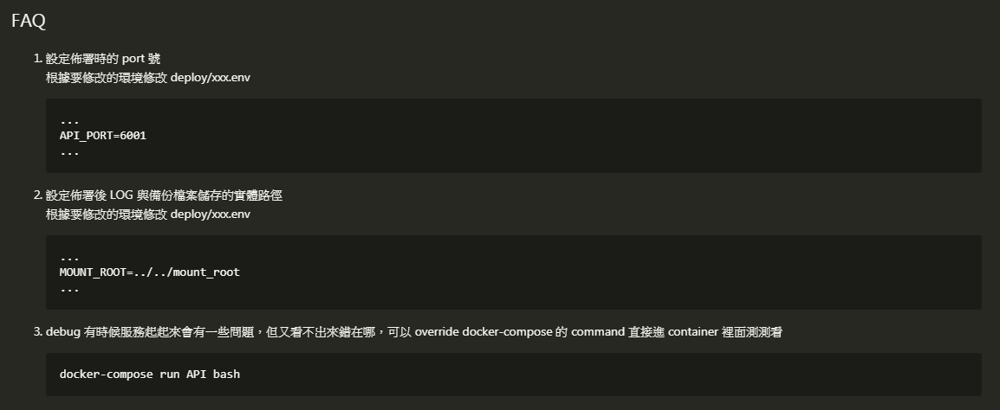 FAQ
1. 設定佈署時的 port 號
根據要修改的環境修改 deploy/xxx.env
...
API_PORT=6001
...
2. 設定佈署後 LOG 與備份檔案儲存的實體路徑
根據要修改的環境修改 deploy/xxx.env
...
MOUNT_ROOT=../../mount_root
...
3. debug 有時候服務起起來會有一些問題，但又看不出來錯在哪，可以 override docker-compose 的 command 直接進 container 裡面測測看
docker-compose run API bash